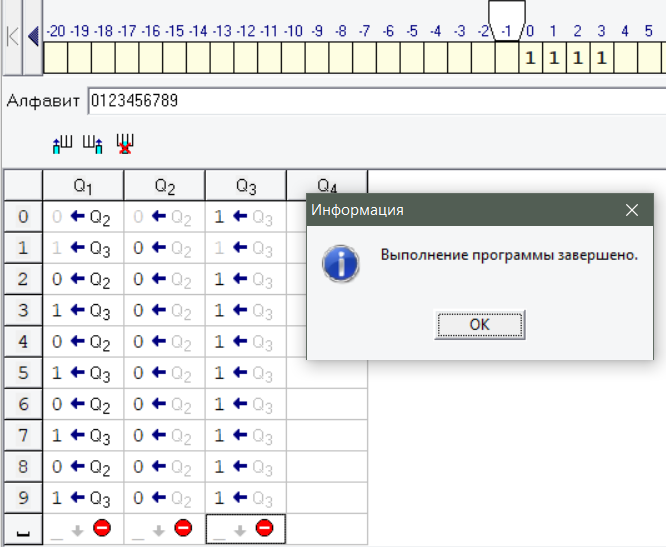 -20 -19 -18 -17 -16 -15 -14 -13 -12 -11 -10 -9 -8 -7 -6 -5 -4 -3 -2 -1 0 1 2 3 4 5
1 1 1 1
Алфавит 0123456789
Q1 Q2 Q3 Q4
Информация
Выполнение программы завершено.
OK
0 0 ← Q2 0 ← Q2 1 ← Q3
1 1 ← Q3 0 ← Q2 1 ← Q3
2 0 ← Q2 0 ← Q2 1 ← Q3
3 1 ← Q3 0 ← Q2 1 ← Q3
4 0 ← Q2 0 ← Q2 1 ← Q3
5 1 ← Q3 0 ← Q2 1 ← Q3
6 0 ← Q2 0 ← Q2 1 ← Q3
7 1 ← Q3 0 ← Q2 1 ← Q3
8 0 ← Q2 0 ← Q2 1 ← Q3
9 1 ← Q3 0 ← Q2 1 ← Q3
␣ _ ↓ _ ↓ _ ↓